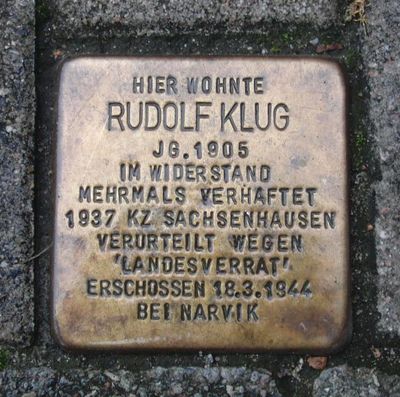 HIER WOHNTE
RUDOLF KLUG
JG. 1905
IM WIDERSTAND
MEHRMALS VERHAFTET
1937 KZ SACHSENHAUSEN
VERURTEILT WEGEN
'LANDESVERRAT'
ERSCHOSSEN 18.3.1944
BEI NARVIK